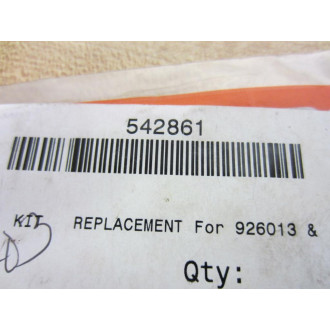 542861
KIT REPLACEMENT For 926013 &
Qty: